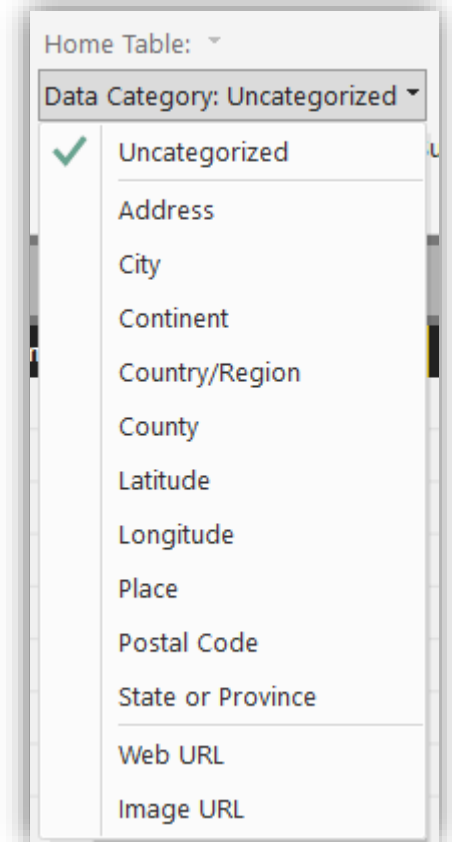 Home Table:
Data Category: Uncategorized
Uncategorized
Address
City
Continent
Country/Region
County
Latitude
Longitude
Place
Postal Code
State or Province
Web URL
Image URL